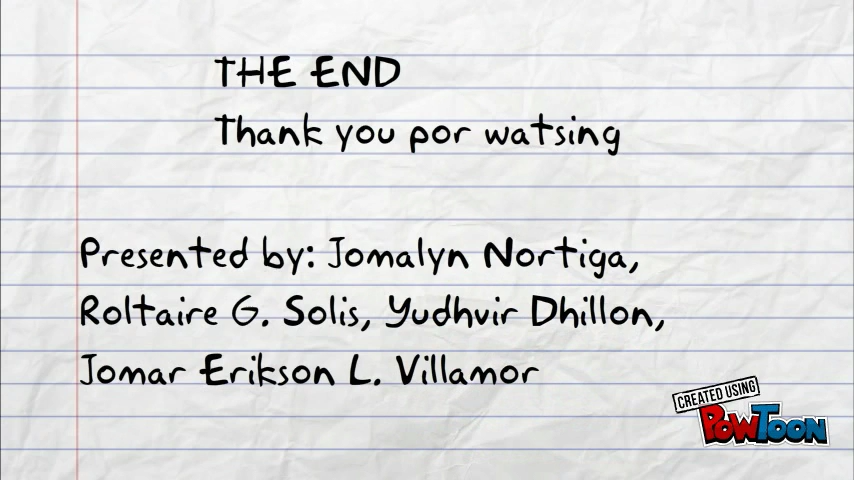 THE END
Thank you por watsing
Presented by: Jomalyn Nortiga,
Roltaire G. Solis, Yudhvir Dhillon,
Jomar Erikson L. Villamor
CREATED USING
POWTOON